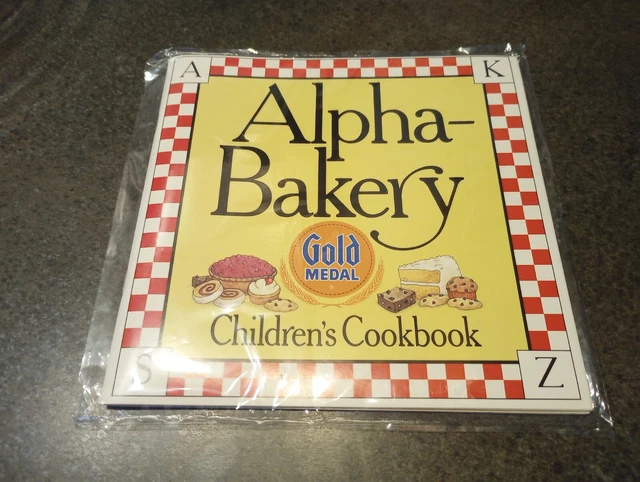 A
K
Alpha-
Bakery
Gold
MEDAL
Children's Cookbook
S
Z